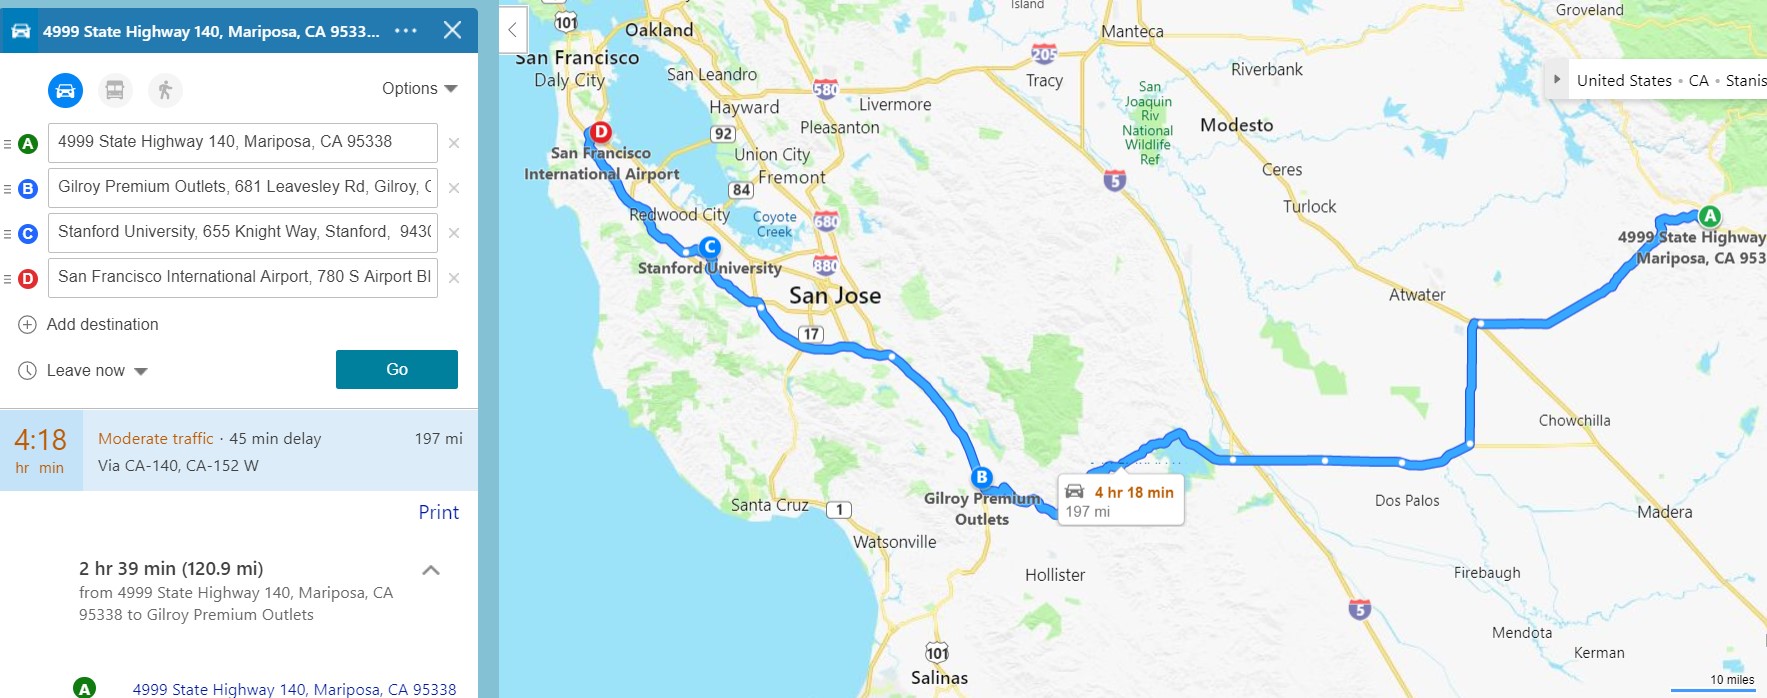 4999 State Highway 140, Mariposa, CA 9533...
Options
A 4999 State Highway 140, Mariposa, CA 95338
B Gilroy Premium Outlets, 681 Leavesley Rd, Gilroy,
C Stanford University, 655 Knight Way, Stanford, 9430
D San Francisco International Airport, 780 S Airport Bl
Add destination
Leave now
Go
4:18
hr min
Moderate traffic · 45 min delay
197 mi
Via CA-140, CA-152 W
Print
2 hr 39 min (120.9 mi)
from 4999 State Highway 140, Mariposa, CA
95338 to Gilroy Premium Outlets
A 4999 State Highway 140, Mariposa, CA 95338
Island
Groveland
101
Oakland
Manteca
San Francisco
205
Daly City
San Leandro
Tracy
Riverbank
United States • CA • Stanis
580
Hayward
Livermore
San
Joaquin
Riv
National
Wildlife
Ref
Pleasanton
Modesto
D
92
San Francisco
International Airport
Union City
Fremont
Ceres
84
5
Redwood City
Coyote
Creek
680
Turlock
A
4999 State Highway
Mariposa, CA 953
C
Stanford University
880
San Jose
Atwater
17
Chowchilla
B
Gilroy Premium
Outlets
4 hr 18 min
197 mi
Santa Cruz
1
Dos Palos
Madera
Watsonville
Hollister
Firebaugh
5
Mendota
101
Kerman
Salinas
10 miles